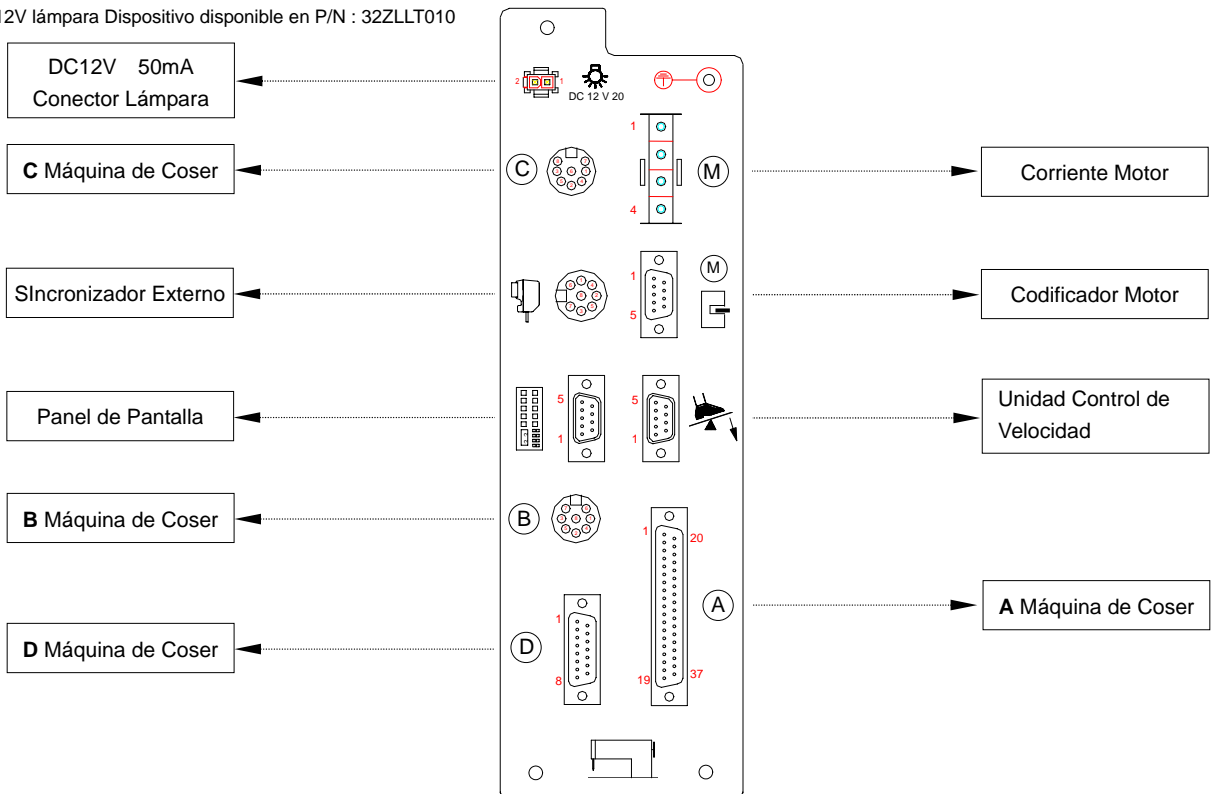 12V lámpara Dispositivo disponible en P/N : 32ZLLT010
DC12V 50mA
Conector Lámpara
2
1
DC 12 V 20
1
C Máquina de Coser
C
M
Corriente Motor
4
SIncronizador Externo
1
5
M
Codificador Motor
Panel de Pantalla
5
1
5
1
Unidad Control de
Velocidad
B Máquina de Coser
B
1
20
A
A Máquina de Coser
D Máquina de Coser
D
1
8
19
37